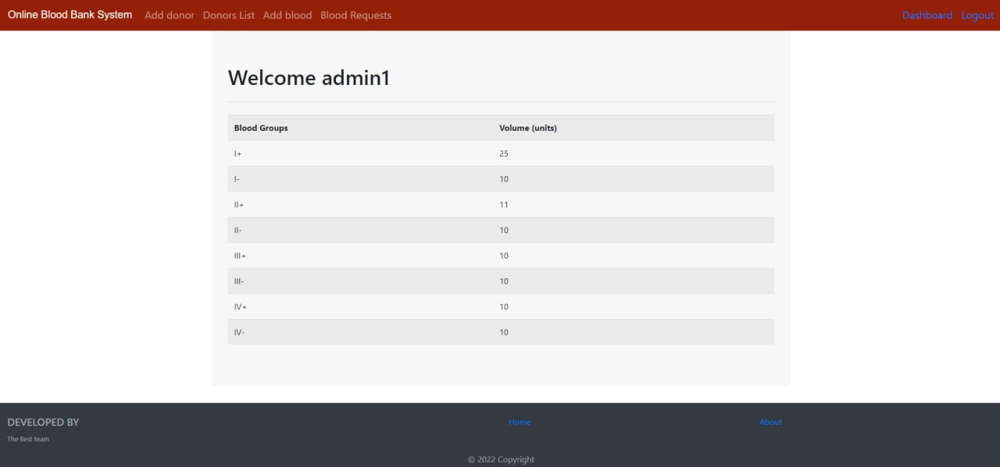 Online Blood Bank System Add donor Donors List Add blood Blood Requests Dashboard Logout
Welcome admin1
Blood Groups Volume (units)
I+ 25
I- 10
II+ 11
II- 10
III+ 10
III- 10
IV+ 10
IV- 10
DEVELOPED BY Home About
The Best team
© 2022 Copyright